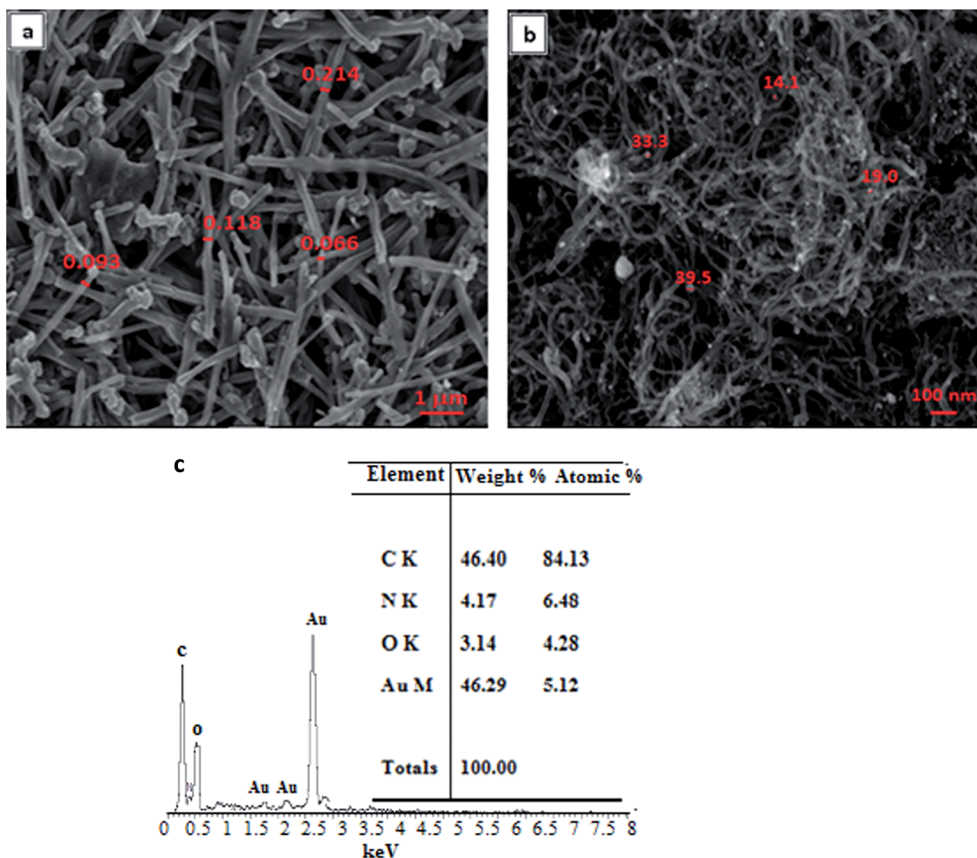 a
0.214
0.118
0.066
0.093
1 µm
b
14.1
33.3
19.0
39.5
100 nm
c
Element Weight % Atomic %
C K 46.40 84.13
N K 4.17 6.48
O K 3.14 4.28
Au M 46.29 5.12
Totals 100.00
Au
C
O
Au Au
0 0.5 1 1.5 2 2.5 3 3.5 4 4.5 5 5.5 6 6.5 7 7.5 8
keV